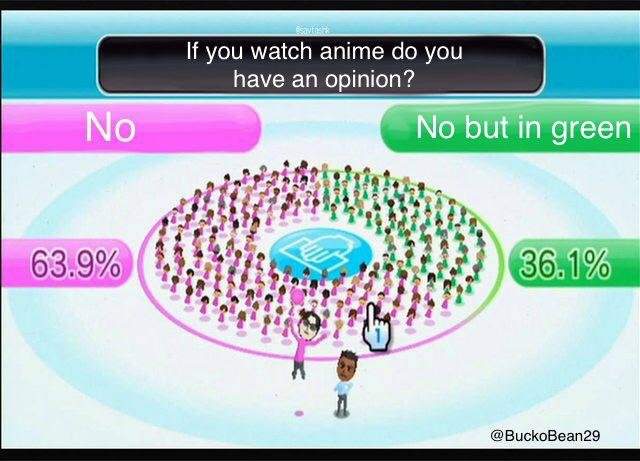 If you watch anime do you
have an opinion?
No
No but in green
63.9%
36.1%
1
@BuckoBean29